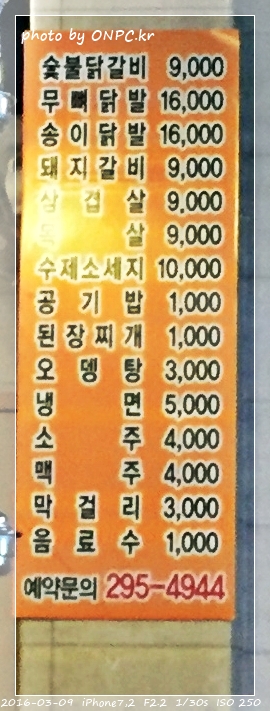 photo by ONPC.kr
숯불닭갈비 9,000
무뼈닭발 16,000
송이닭발 16,000
돼지갈비 9,000
삼겹살 9,000
살 9,000
수제소세지 10,000
공기밥 1,000
된장찌개 1,000
오뎅탕 3,000
냉면 5,000
소주 4,000
맥주 4,000
막걸리 3,000
음료수 1,000
예약문의 295-4944
2016-03-09 iPhone7,2 F2.2 1/30s ISO 250